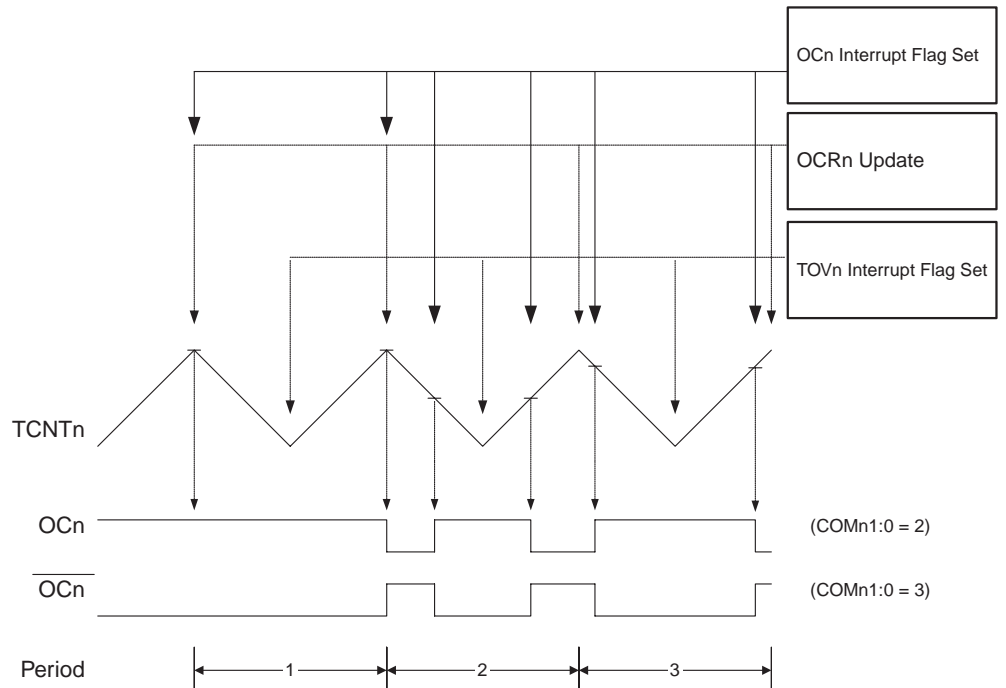 OCn Interrupt Flag Set
OCRn Update
TOVn Interrupt Flag Set
TCNTn
OCn
(COMn1:0 = 2)
OCn
(COMn1:0 = 3)
Period
1
2
3